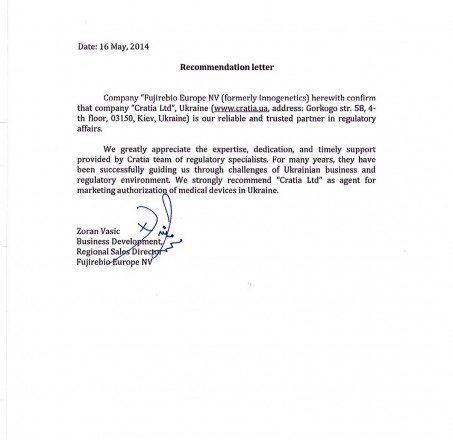 Date: 16 May, 2014
Recommendation letter
Company "Fujirebio Europe NV (formerly Innogenetics) herewith confirm
that company "Cratia Ltd", Ukraine (www.cratia.ua, address: Gorkogo str. 58, 4-
th floor, 03150, Kiev, Ukraine) is our reliable and trusted partner in regulatory
affairs.
We greatly appreciate the expertise, dedication, and timely support
provided by Cratia team of regulatory specialists. For many years, they have
been successfully guiding us through challenges of Ukrainian business and
regulatory environment. We strongly recommend "Cratia Ltd" as agent for
marketing authorization of medical devices in Ukraine.
Zoran Vasic
Business Development,
Regional Sales Director
Fujirebio Europe NV